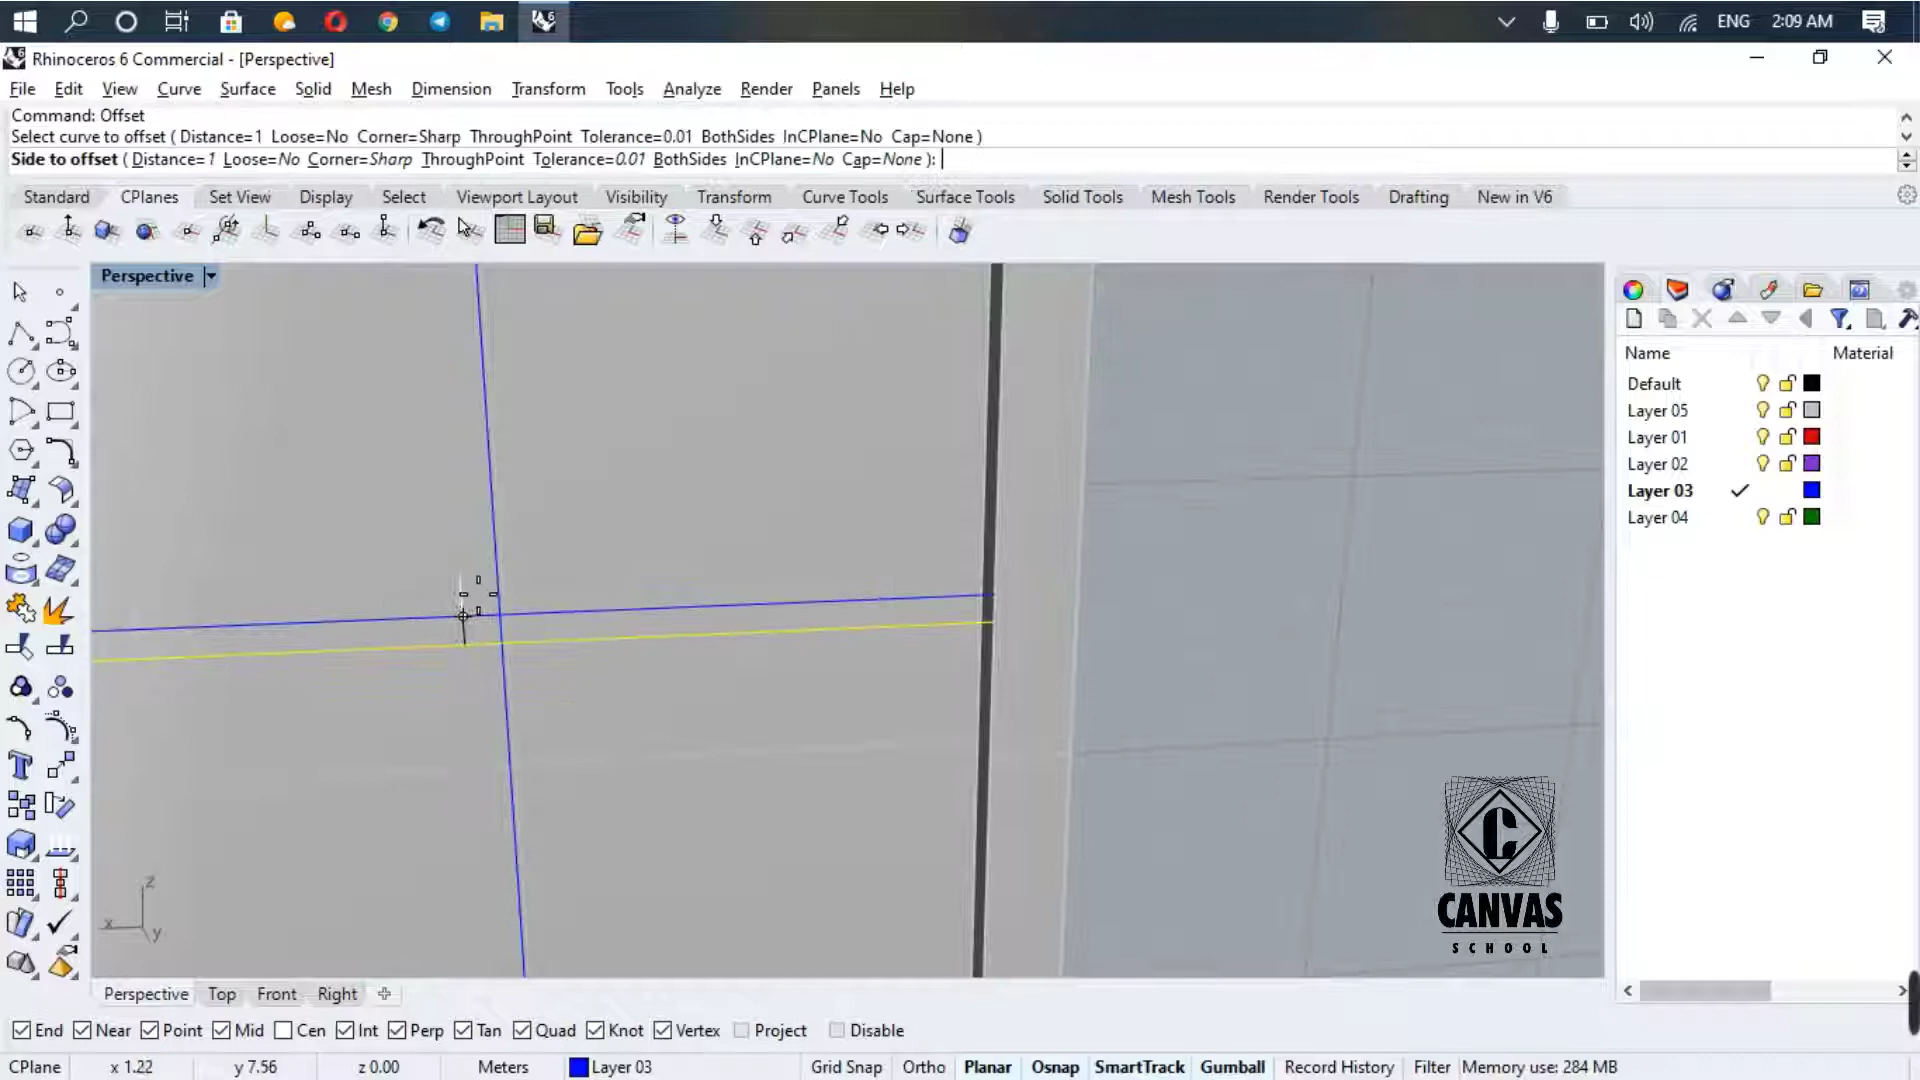 ENG 2:09 AM
Rhinoceros 6 Commercial - [Perspective]
File Edit View Curve Surface Solid Mesh Dimension Transform Tools Analyze Render Panels Help
Command: Offset
Select curve to offset ( Distance=1 Loose=No Corner=Sharp ThroughPoint Tolerance=0.01 BothSides InCPlane=No Cap=None )
Side to offset ( Distance=1 Loose=No Corner=Sharp ThroughPoint Tolerance=0.01 BothSides InCPlane=No Cap=None ):
Standard CPlanes Set View Display Select Viewport Layout Visibility Transform Curve Tools Surface Tools Solid Tools Mesh Tools Render Tools Drafting New in V6
Perspective
Name Material
Default
Layer 05
Layer 01
Layer 02
Layer 03
Layer 04
z
x
y
CANVAS
SCHOOL
Perspective Top Front Right
End Near Point Mid Cen Int Perp Tan Quad Knot Vertex Project Disable
CPlane x 1.22 y 7.56 z 0.00 Meters Layer 03 Grid Snap Ortho Planar Osnap SmartTrack Gumball Record History Filter Memory use: 284 MB